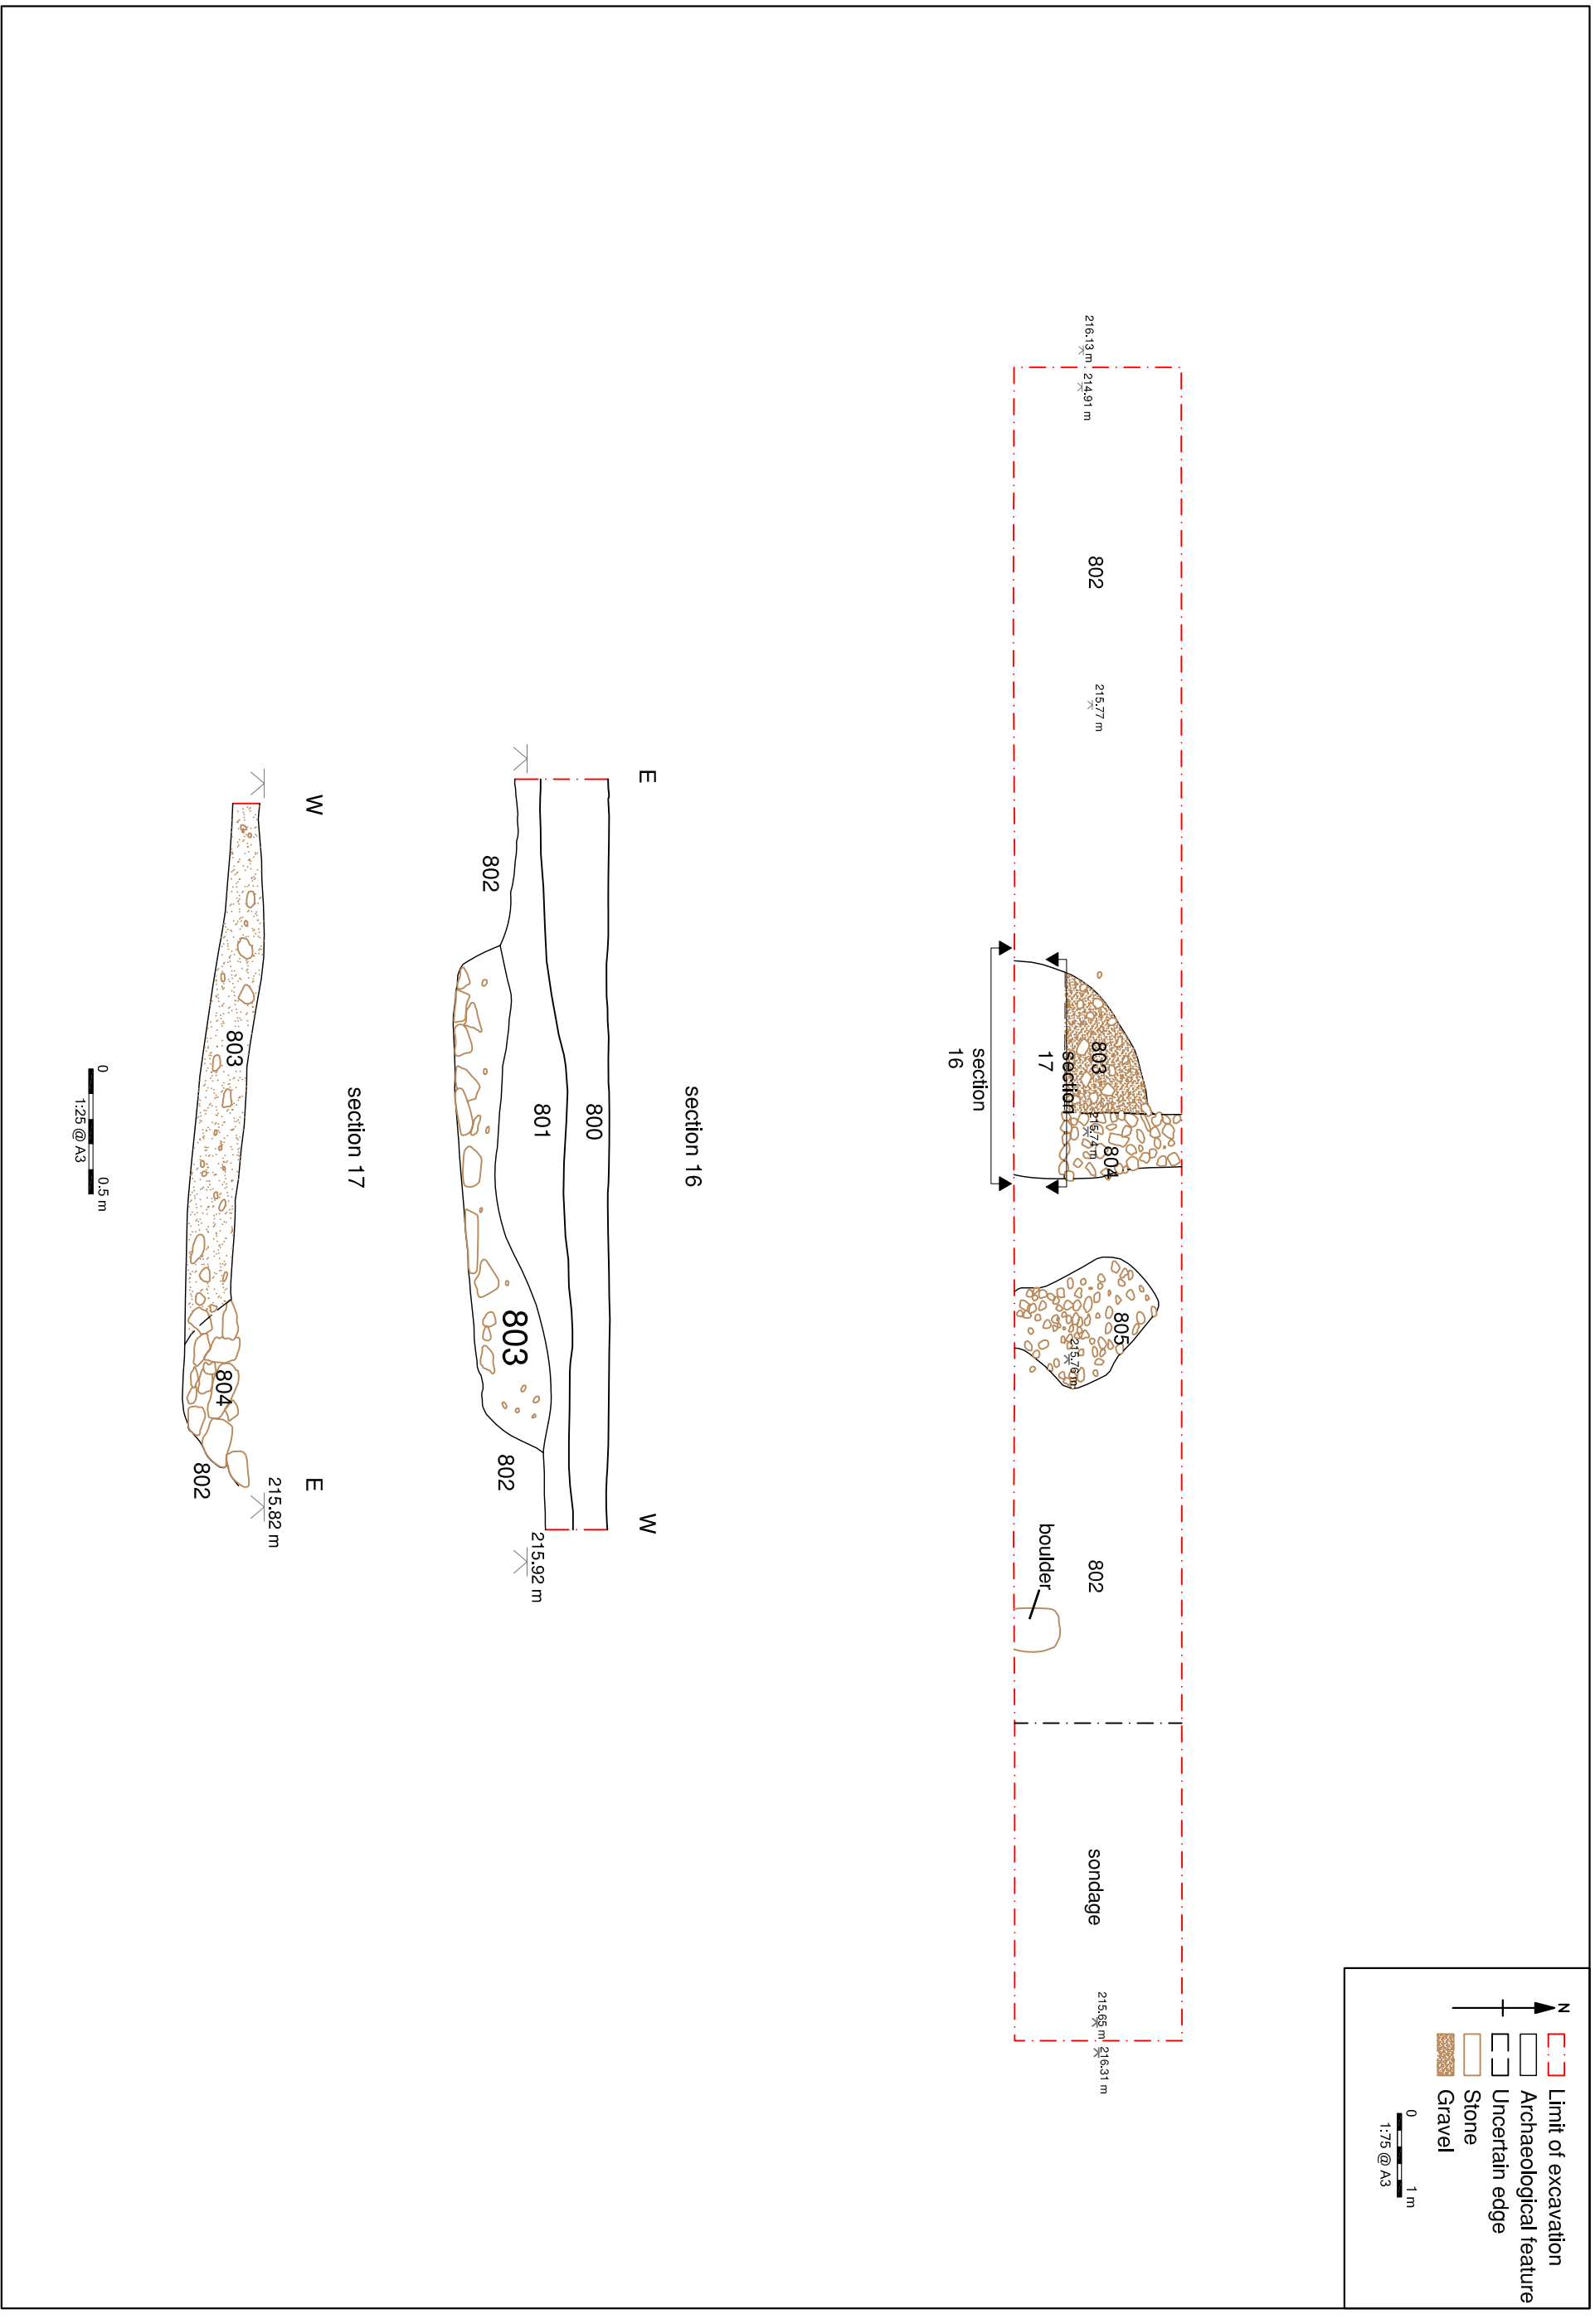 N
Limit of excavation
Archaeological feature
Uncertain edge
Stone
Gravel
0 1 m
1:75 @ A3
216.13 m
214.91 m
802
215.77 m
803
215.74 m
804
section
17
section
16
805
215.76 m
802
boulder
sondage
215.65 m
216.31 m
section 16
E
W
800
801
802
803
802
215.92 m
section 17
W
E
803
804
802
215.82 m
0 0.5 m
1:25 @ A3